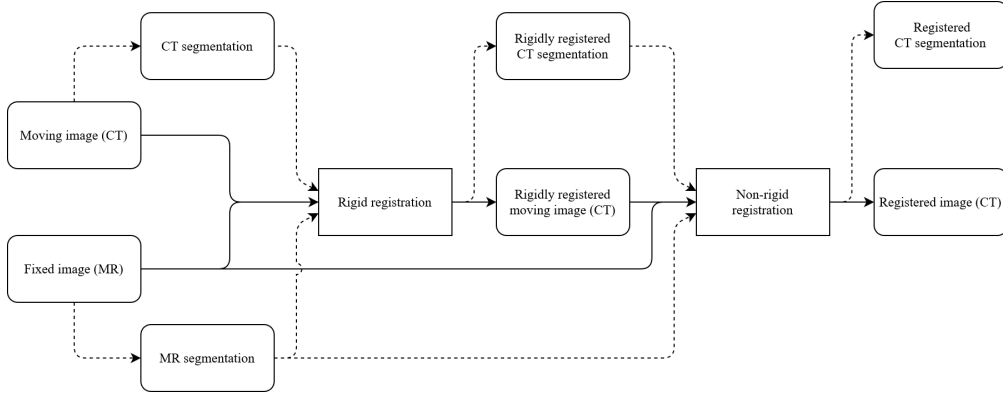 CT segmentation
Rigidly registered
CT segmentation
Registered
CT segmentation
Moving image (CT)
Rigid registration
Rigidly registered
moving image (CT)
Non-rigid
registration
Registered image (CT)
Fixed image (MR)
MR segmentation